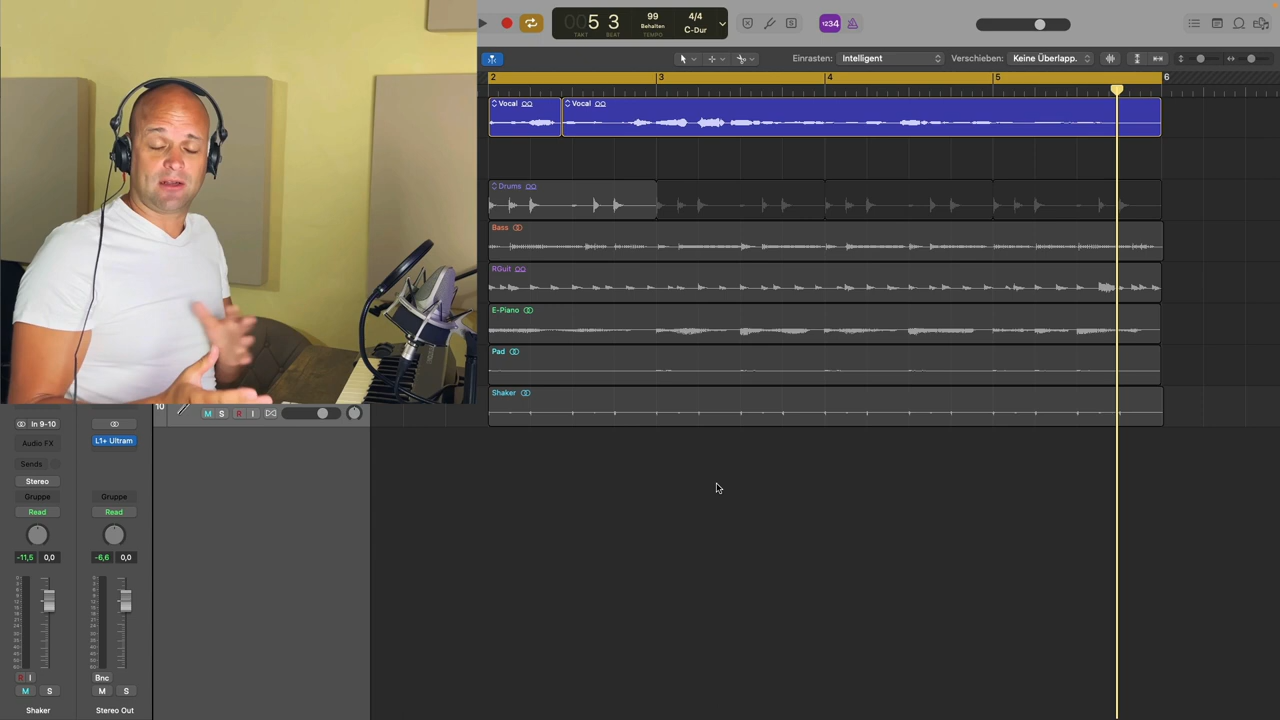 005 3
TAKT BEAT
99
Behalten
TEMPO
4/4
C-Dur
S
1234
Einrasten: Intelligent
Verschieben: Keine Überlapp.
2 3 4 5 6
Vocal
Vocal
Drums
Bass
RGuit
E-Piano
Pad
Shaker
10
M S R I
In 9-10
Audio FX
L1+ Ultram
Sends
Stereo
Gruppe Gruppe
Read Read
-11,5 0,0 -6,6 0,0
R I Bnc
M S M S
Shaker Stereo Out